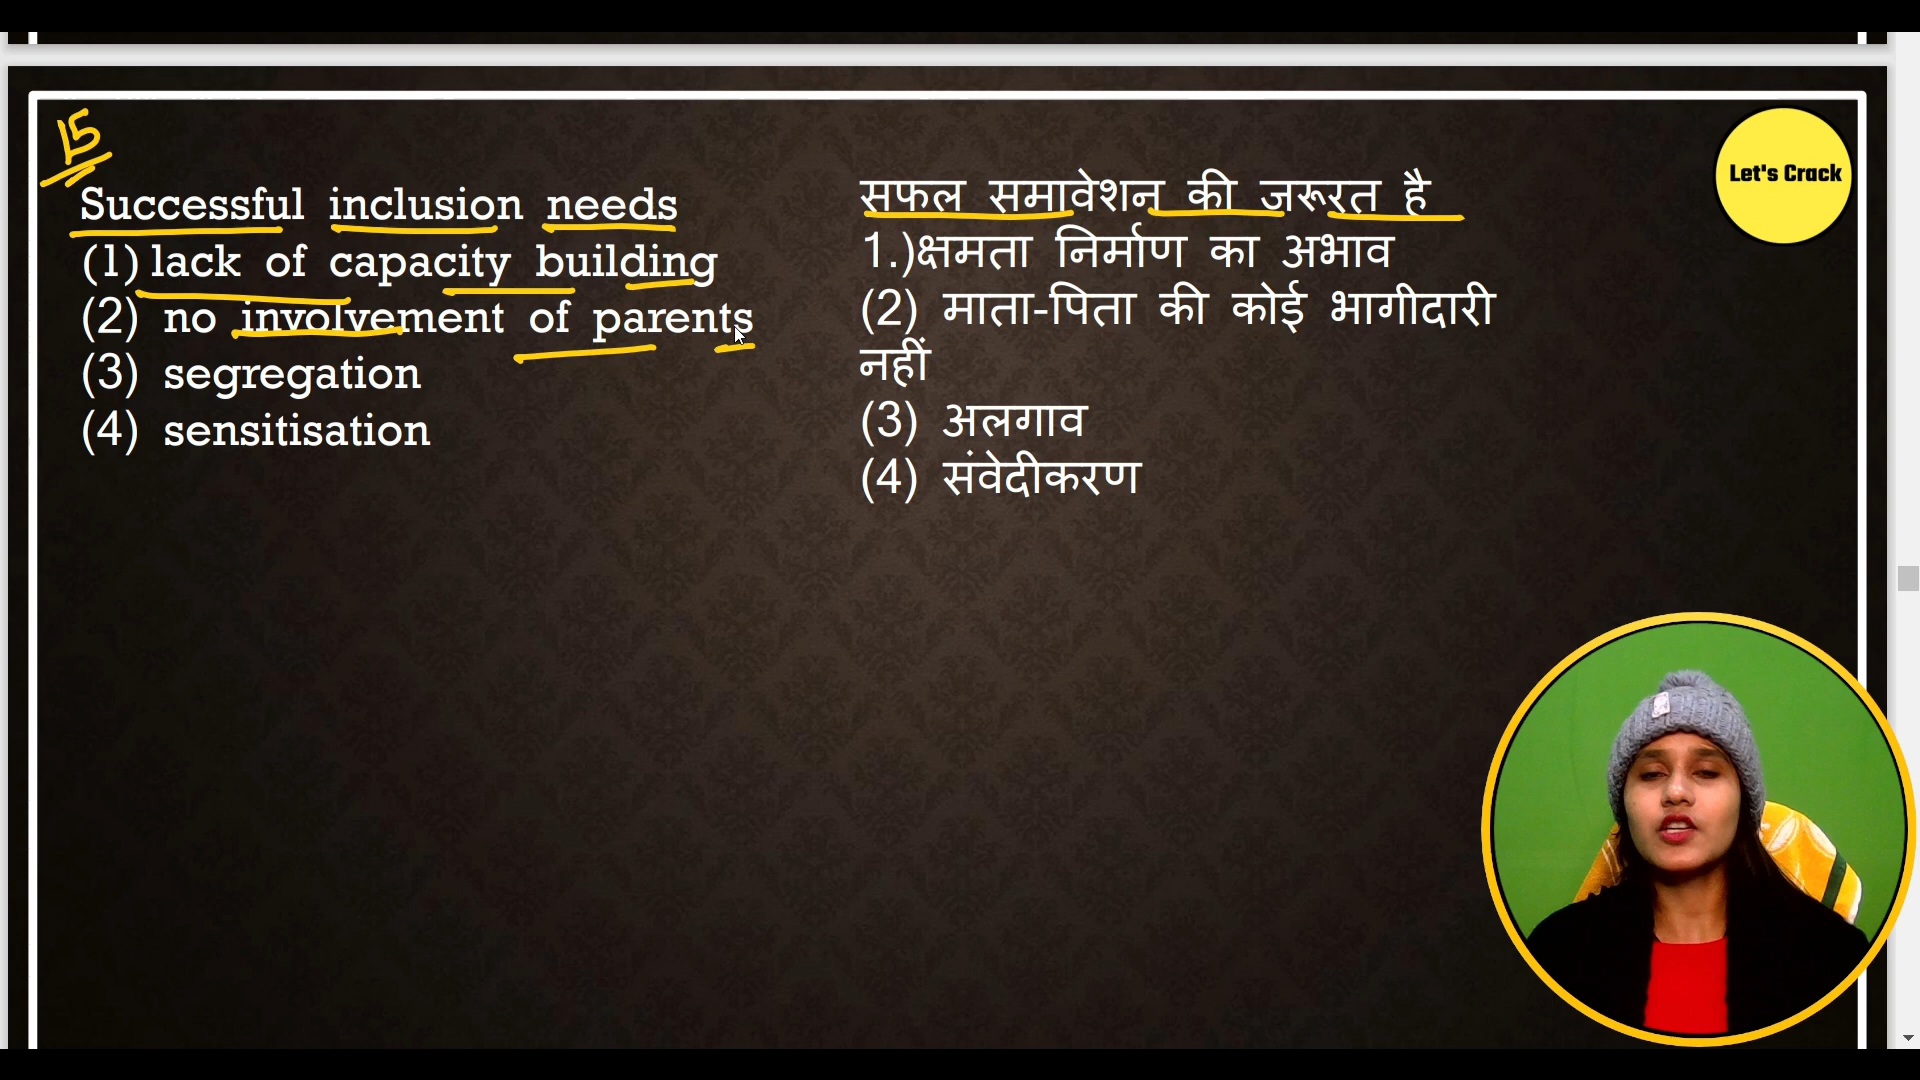 15
Successful inclusion needs
(1) lack of capacity building
(2) no involvement of parents
(3) segregation
(4) sensitisation
सफल समावेशन की जरूरत है
1.)क्षमता निर्माण का अभाव
(2) माता-पिता की कोई भागीदारी
नहीं
(3) अलगाव
(4) संवेदीकरण
Let's Crack